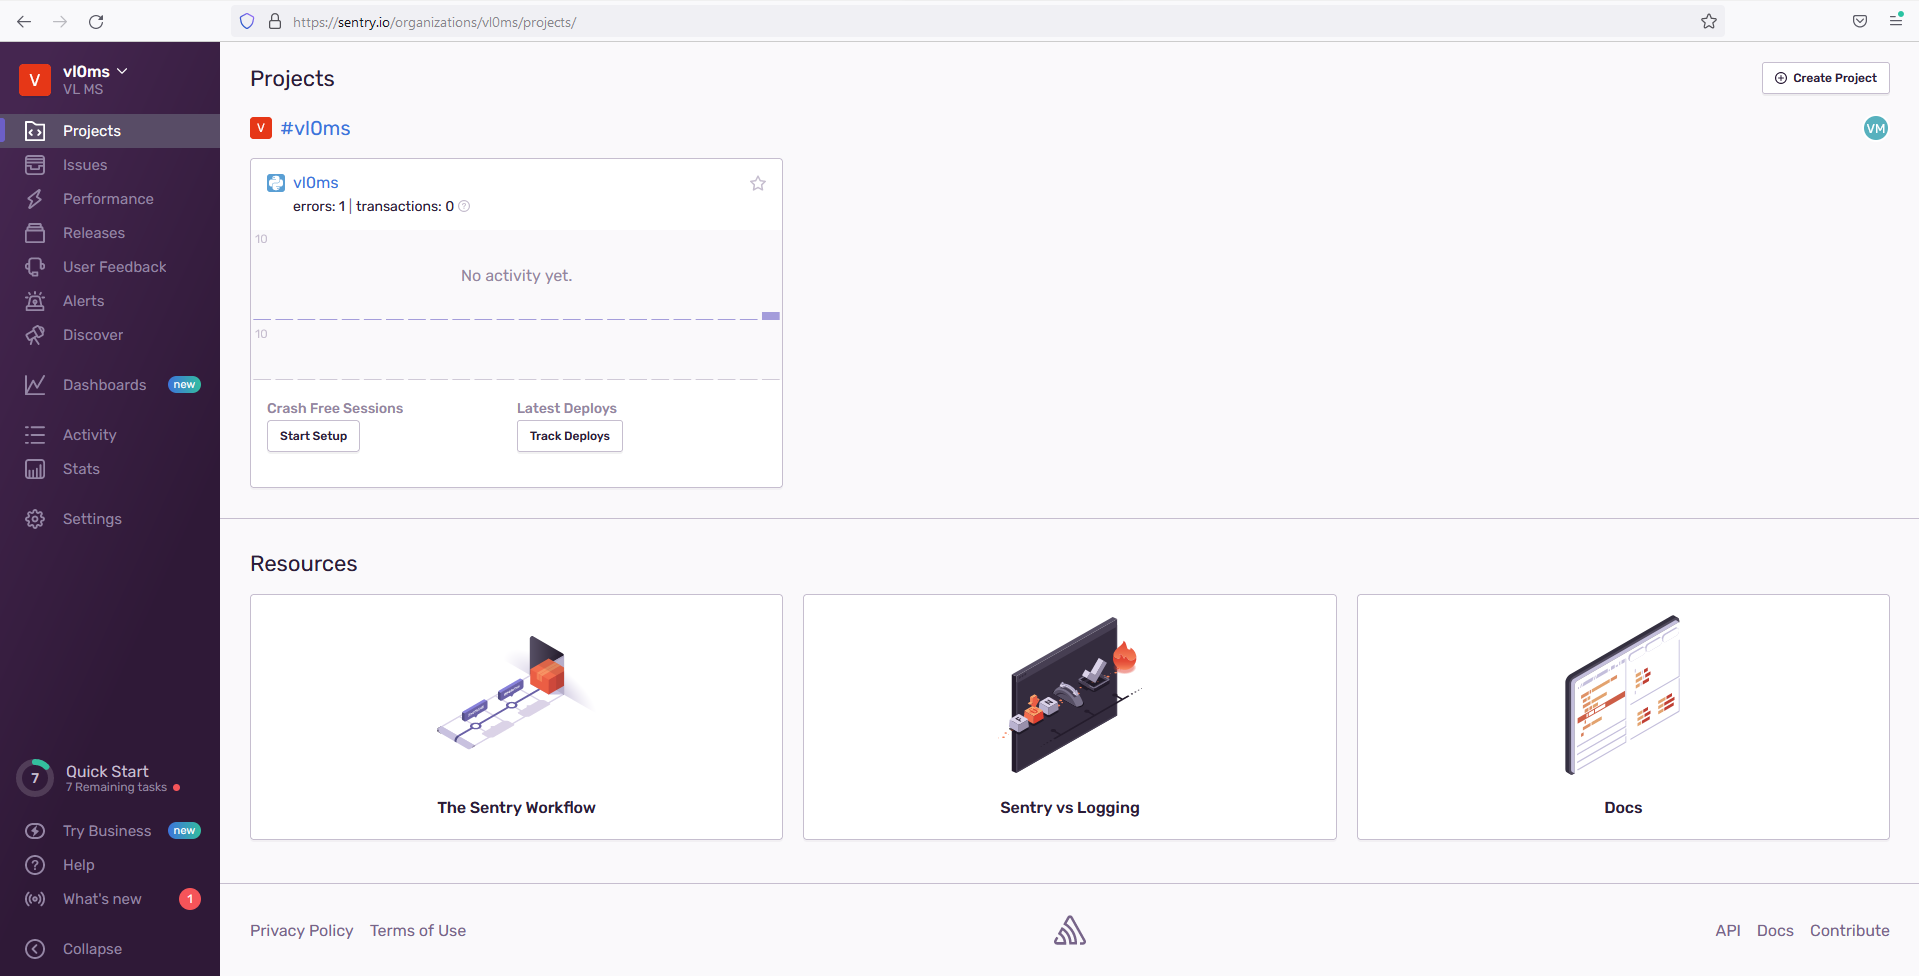 https://sentry.io/organizations/vl0ms/projects/
V
vl0ms
VL MS
Projects
Issues
Performance
Releases
User Feedback
Alerts
Discover
Dashboards new
Activity
Stats
Settings
7
Quick Start
7 Remaining tasks
Try Business new
Help
What's new 1
Collapse
Projects
Create Project
V #vl0ms
VM
vl0ms
errors: 1 | transactions: 0
10
No activity yet.
10
Crash Free Sessions
Start Setup
Latest Deploys
Track Deploys
Resources
The Sentry Workflow
Sentry vs Logging
Docs
Privacy Policy Terms of Use
API Docs Contribute